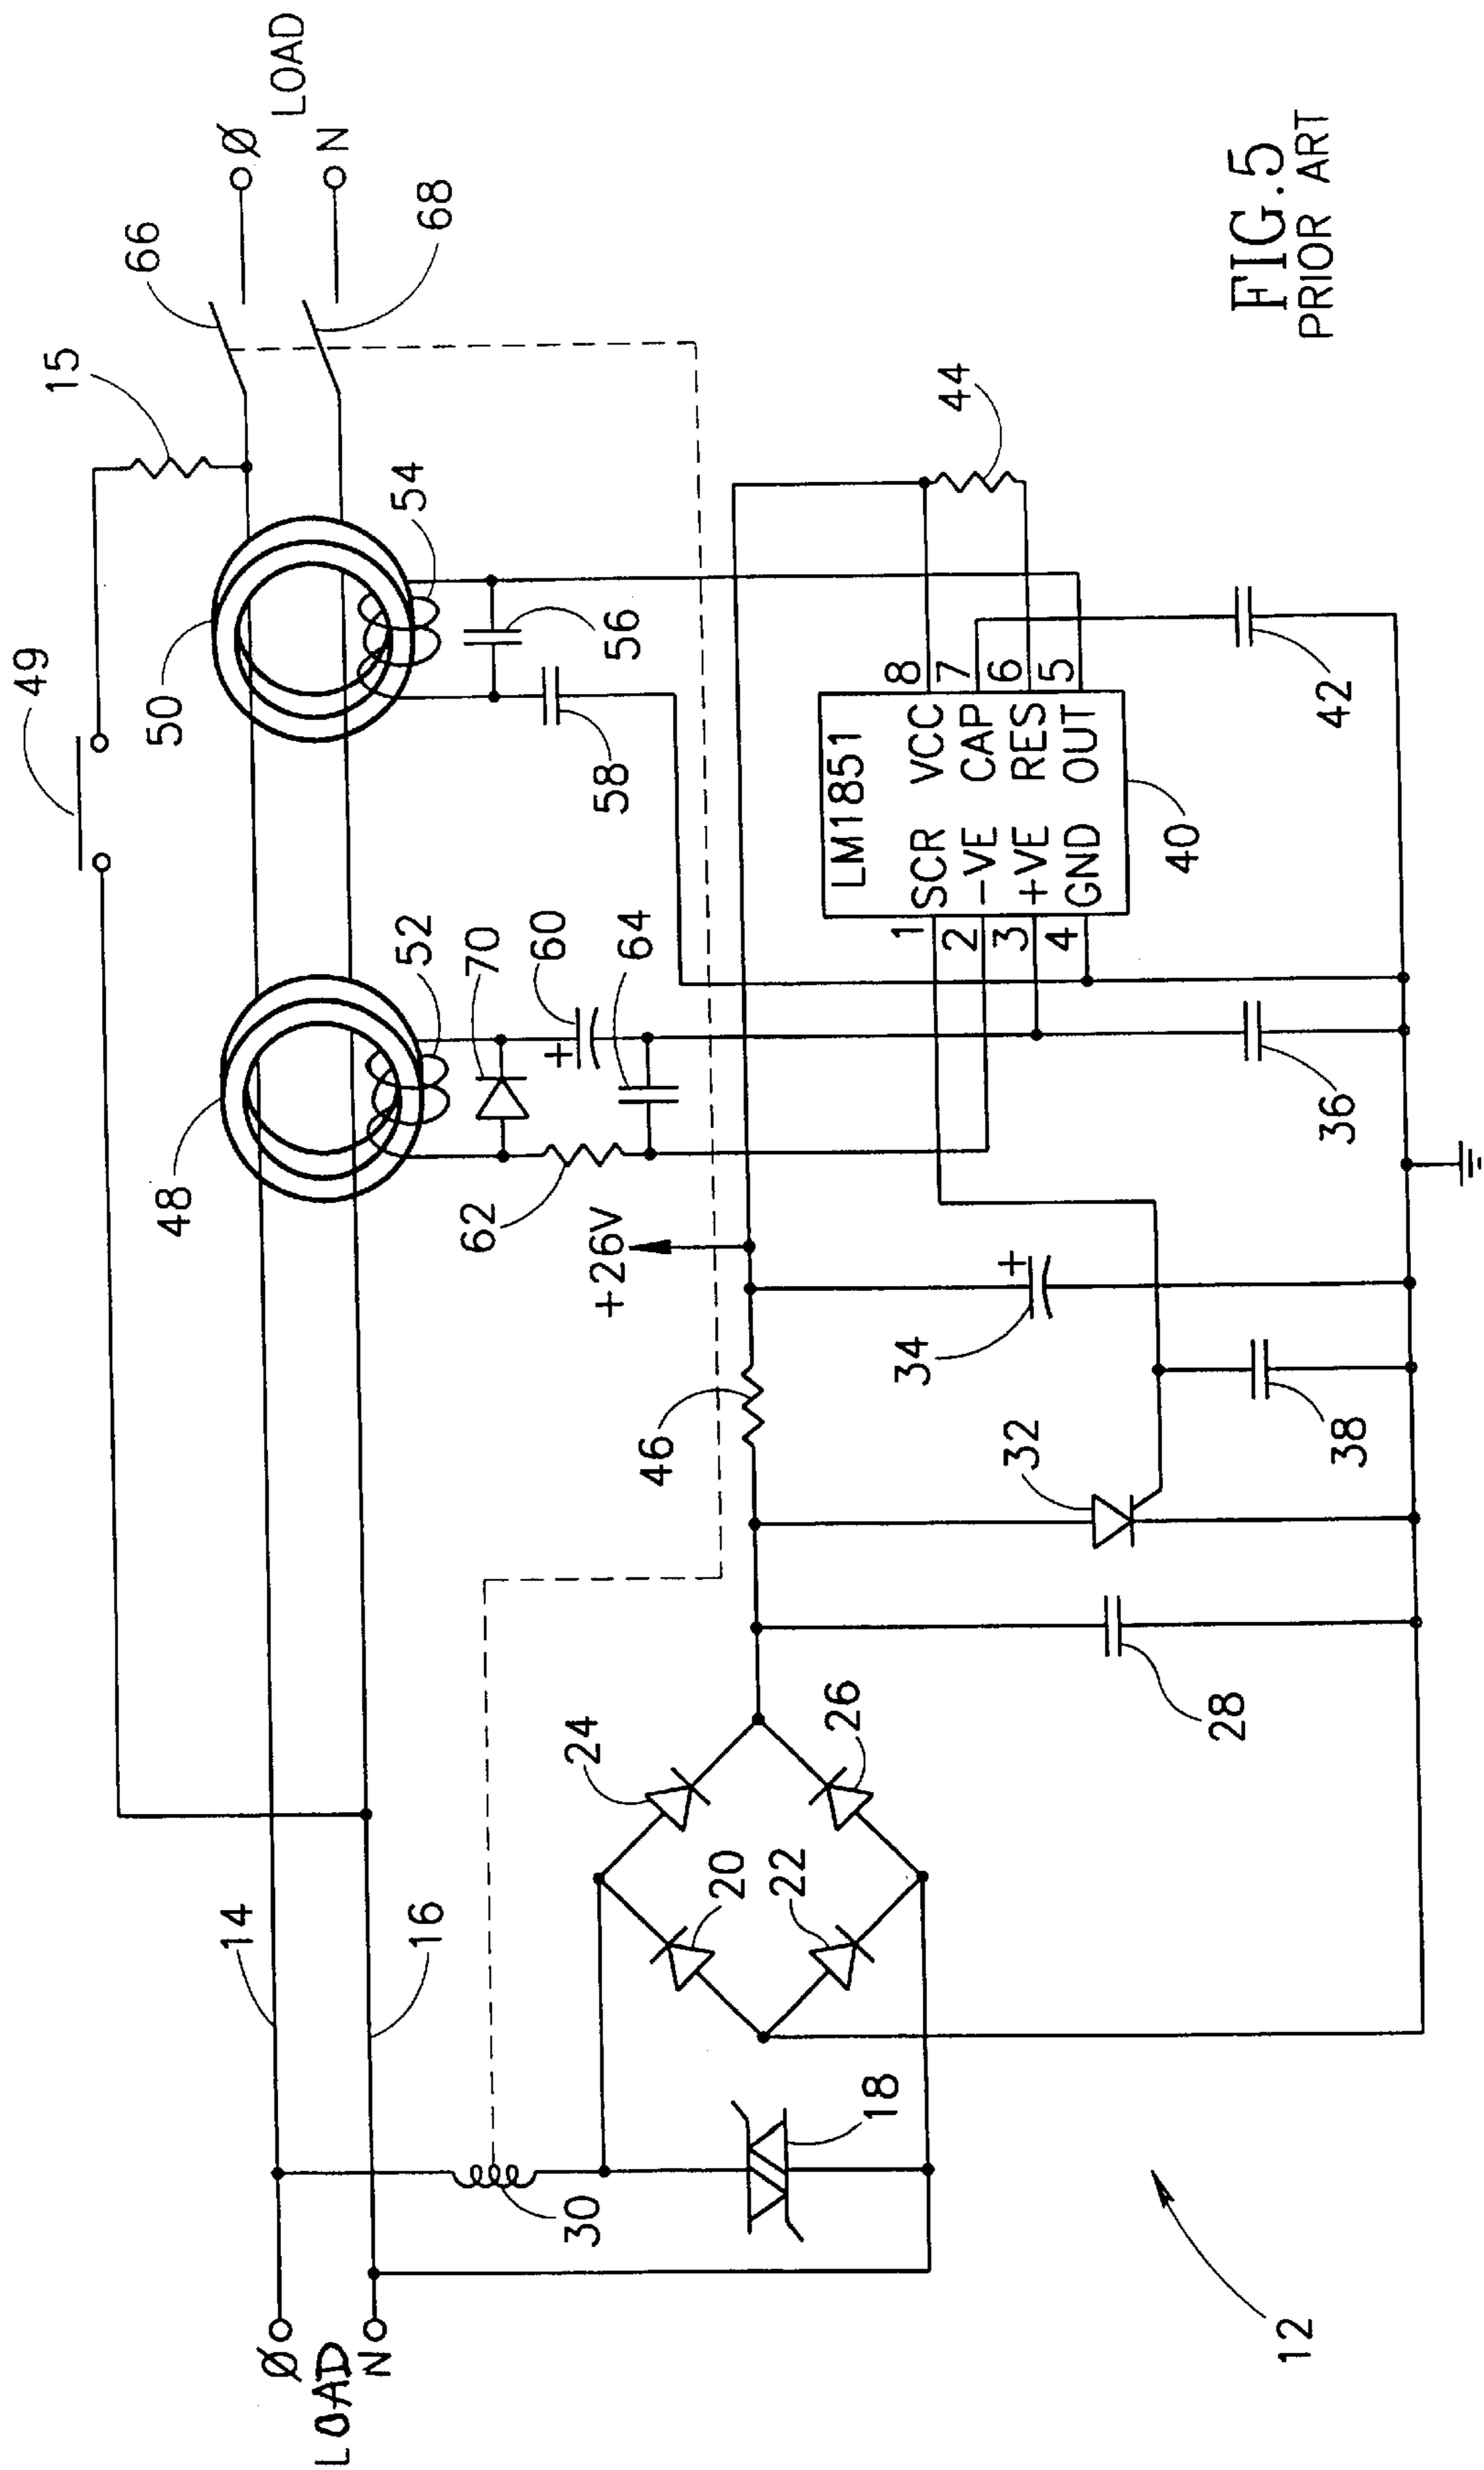 49
15
66
Ø
LOAD
N
68
50
54
56
58
48
52
70
60
64
62
+26V
14
16
Ø
LOAD
N
30
18
24
20
22
26
46
28
32
34
+
38
36
+
LM1851
1 SCR VCC 8
2 -VE CAP 7
3 +VE RES 6
4 GND OUT 5
40
42
44
12
FIG.5
PRIOR ART